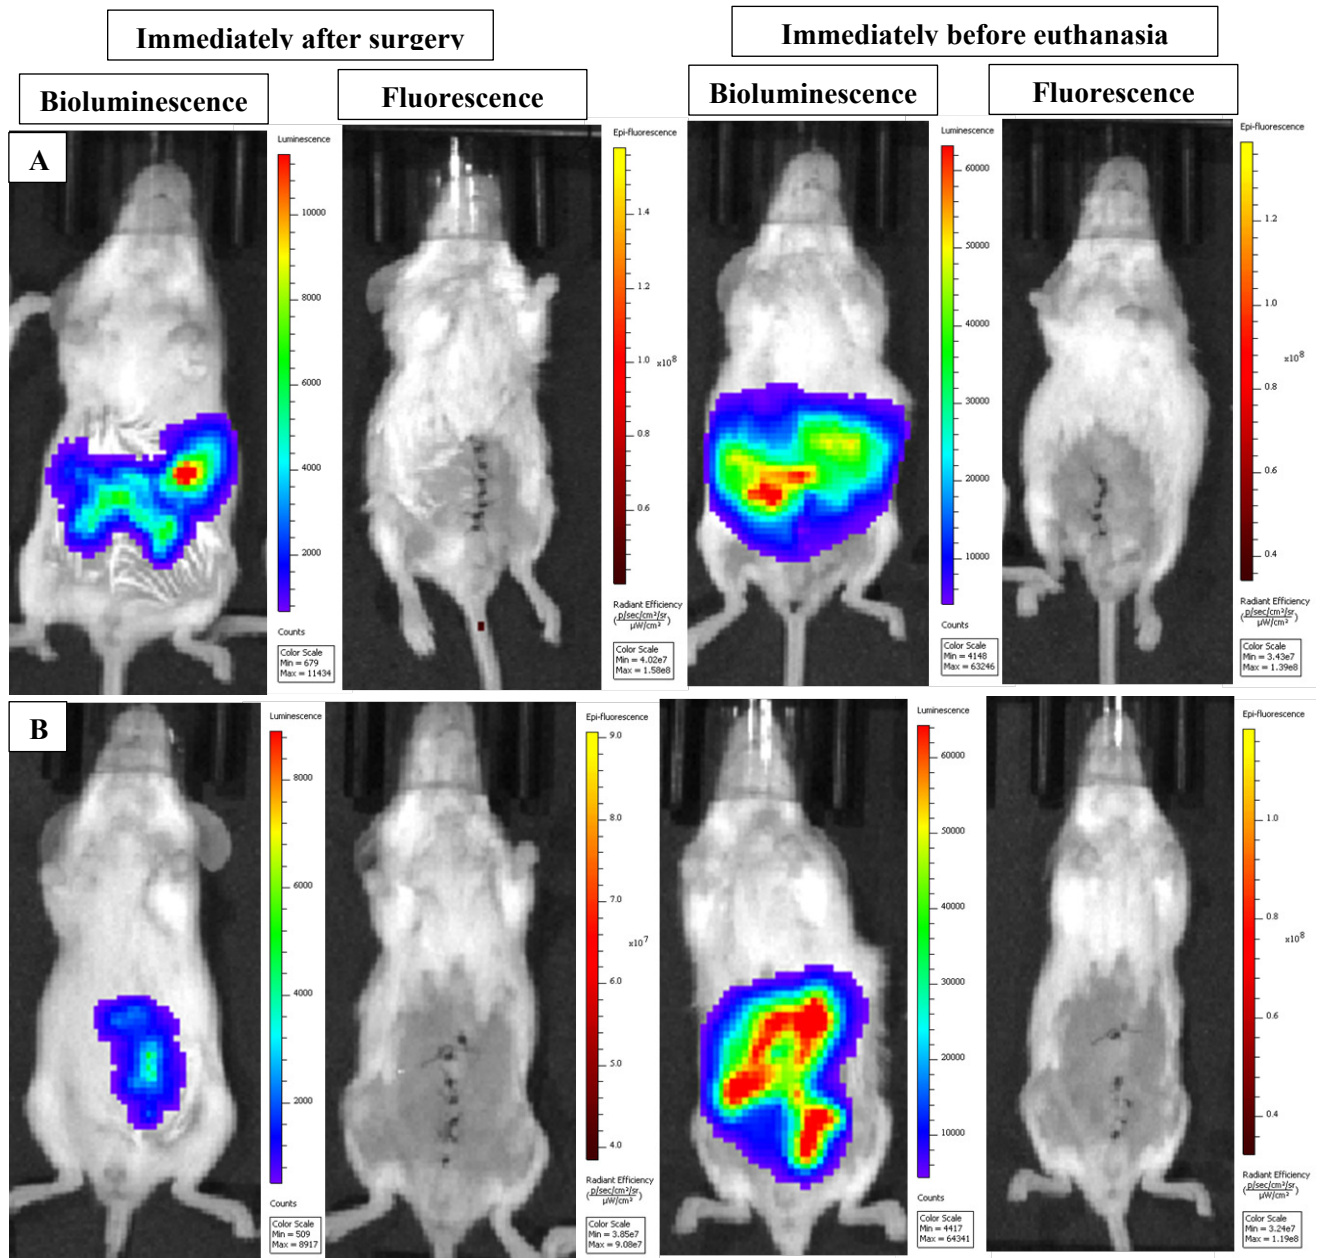 Immediately after surgery
Immediately before euthanasia
Bioluminescence
Fluorescence
Bioluminescence
Fluorescence
A
Luminescence
10000
8000
6000
4000
2000
Counts
Color Scale
Min = 679
Max = 11434
Epi-fluorescence
1.4
1.2
1.0
x10⁸
0.8
0.6
Radiant Efficiency
(p/sec/cm²/sr / µW/cm²)
Color Scale
Min = 4.02e7
Max = 1.58e8
Luminescence
60000
50000
40000
30000
20000
10000
Counts
Color Scale
Min = 4148
Max = 63246
Epi-fluorescence
1.2
1.0
x10⁸
0.8
0.6
0.4
Radiant Efficiency
(p/sec/cm²/sr / µW/cm²)
Color Scale
Min = 3.43e7
Max = 1.39e8
B
Luminescence
8000
6000
4000
2000
Counts
Color Scale
Min = 509
Max = 8917
Epi-fluorescence
9.0
8.0
7.0
x10⁷
6.0
5.0
4.0
Radiant Efficiency
(p/sec/cm²/sr / µW/cm²)
Color Scale
Min = 3.85e7
Max = 9.08e7
Luminescence
60000
50000
40000
30000
20000
10000
Counts
Color Scale
Min = 4417
Max = 64341
Epi-fluorescence
1.0
0.8
x10⁸
0.6
0.4
Radiant Efficiency
(p/sec/cm²/sr / µW/cm²)
Color Scale
Min = 3.24e7
Max = 1.19e8